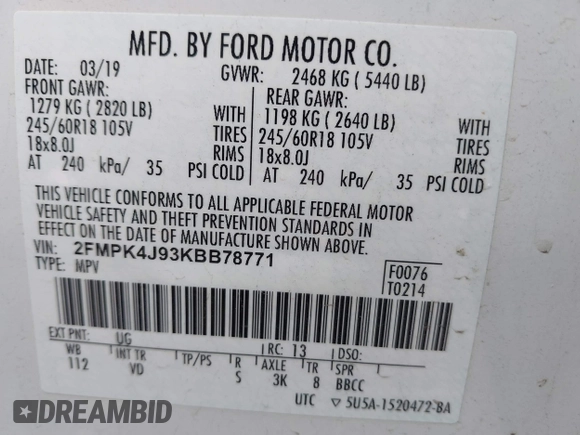 MFD. BY FORD MOTOR CO.
DATE: 03/19 GVWR: 2468 KG ( 5440 LB)
FRONT GAWR: REAR GAWR:
1279 KG ( 2820 LB) WITH 1198 KG ( 2640 LB) WITH
245/60R18 105V TIRES 245/60R18 105V TIRES
18x8.0J RIMS 18x8.0J RIMS
AT 240 kPa/ 35 PSI COLD AT 240 kPa/ 35 PSI COLD
THIS VEHICLE CONFORMS TO ALL APPLICABLE FEDERAL MOTOR
VEHICLE SAFETY AND THEFT PREVENTION STANDARDS IN
EFFECT ON THE DATE OF MANUFACTURE SHOWN ABOVE.
VIN: 2FMPK4J93KBB78771
TYPE: MPV
F0076
T0214
EXT PNT: UG RC: 13 DSO:
WB INT TR TP/PS R AXLE TR SPR
112 VD S 3K 8 BBCC
UTC ▽ 5U5A-1520472-BA
DREAMBID